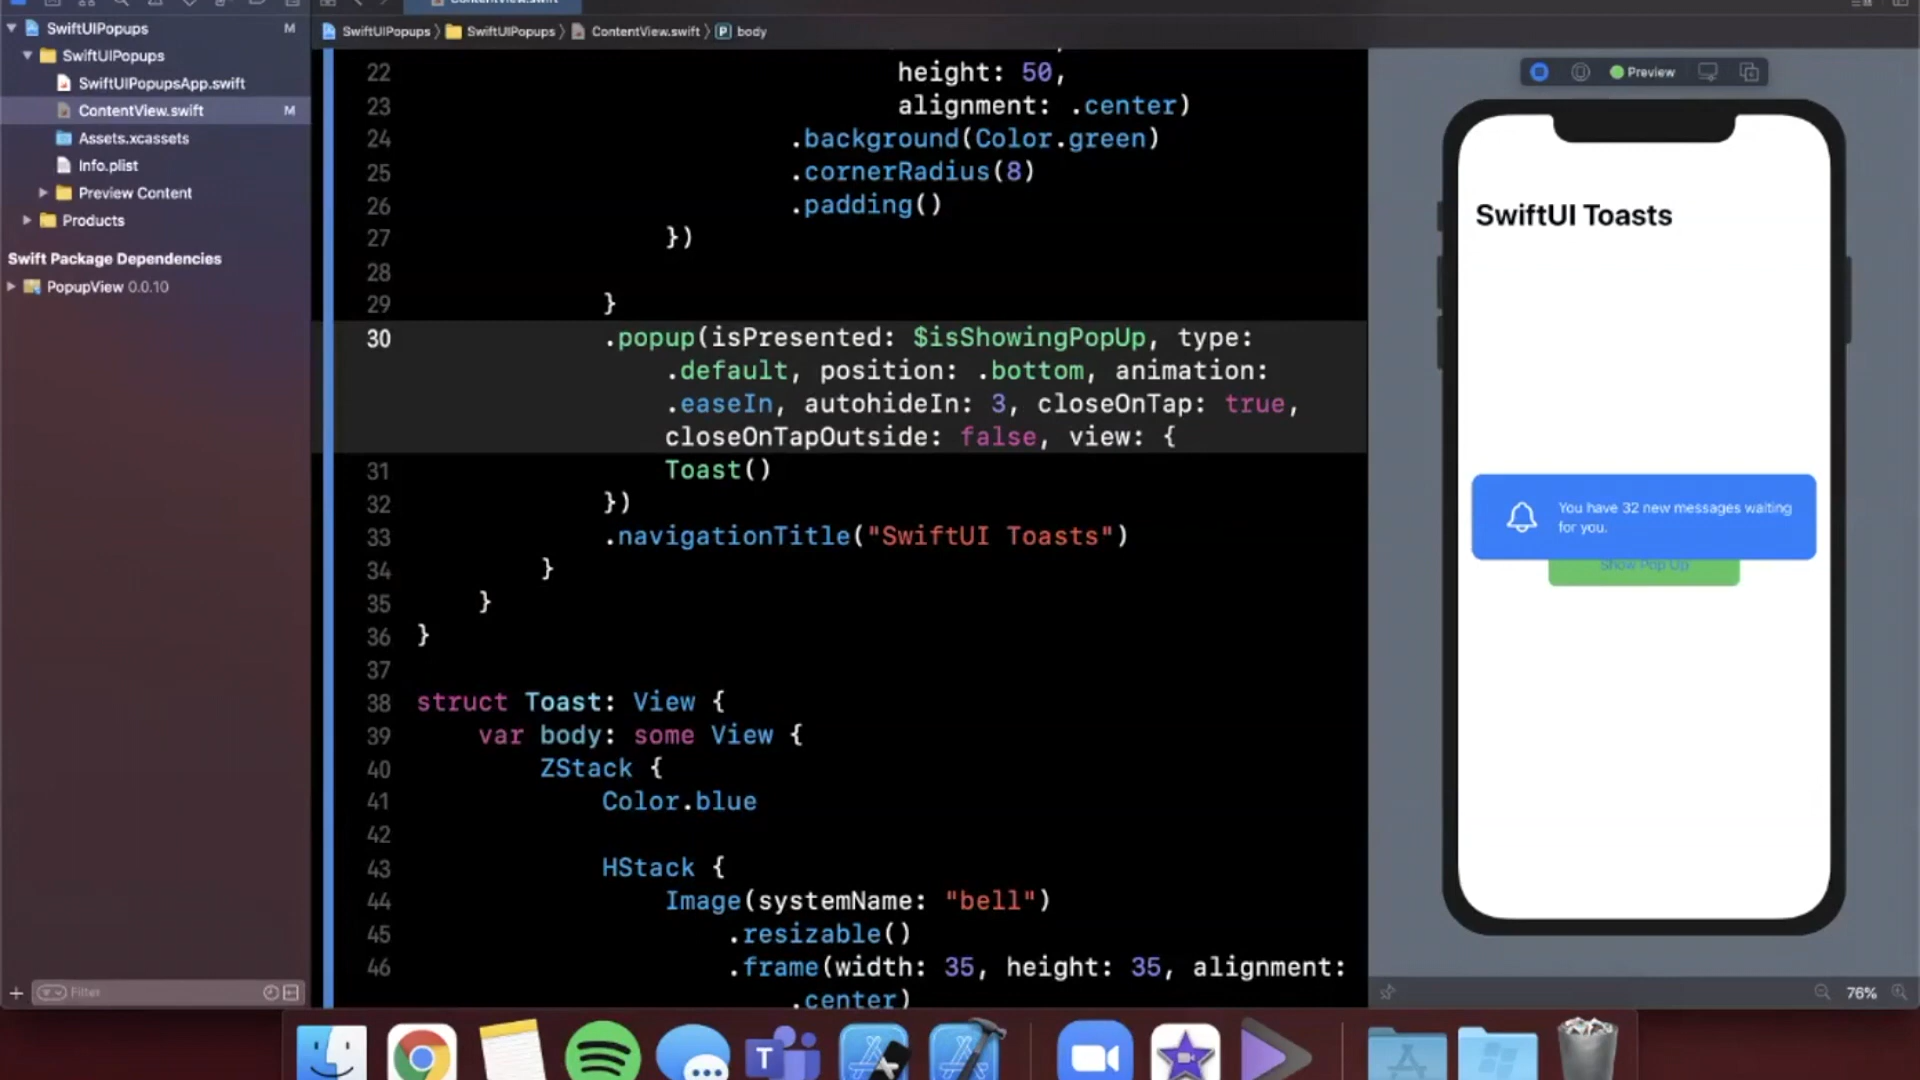 ContentView.swift
SwiftUIPopups M
SwiftUIPopups
SwiftUIPopupsApp.swift
ContentView.swift M
Assets.xcassets
Info.plist
Preview Content
Products
Swift Package Dependencies
PopupView 0.0.10
Filter
SwiftUIPopups 〉 SwiftUIPopups 〉 ContentView.swift 〉 P body
22 height: 50,
23 alignment: .center)
24 .background(Color.green)
25 .cornerRadius(8)
26 .padding()
27 })
28
29 }
30 .popup(isPresented: $isShowingPopUp, type:
.default, position: .bottom, animation:
.easeIn, autohideIn: 3, closeOnTap: true,
closeOnTapOutside: false, view: {
31 Toast()
32 })
33 .navigationTitle("SwiftUI Toasts")
34 }
35 }
36 }
37
38 struct Toast: View {
39 var body: some View {
40 ZStack {
41 Color.blue
42
43 HStack {
44 Image(systemName: "bell")
45 .resizable()
46 .frame(width: 35, height: 35, alignment:
.center)
Preview
SwiftUI Toasts
You have 32 new messages waiting
for you.
Show Pop Up
76%
T